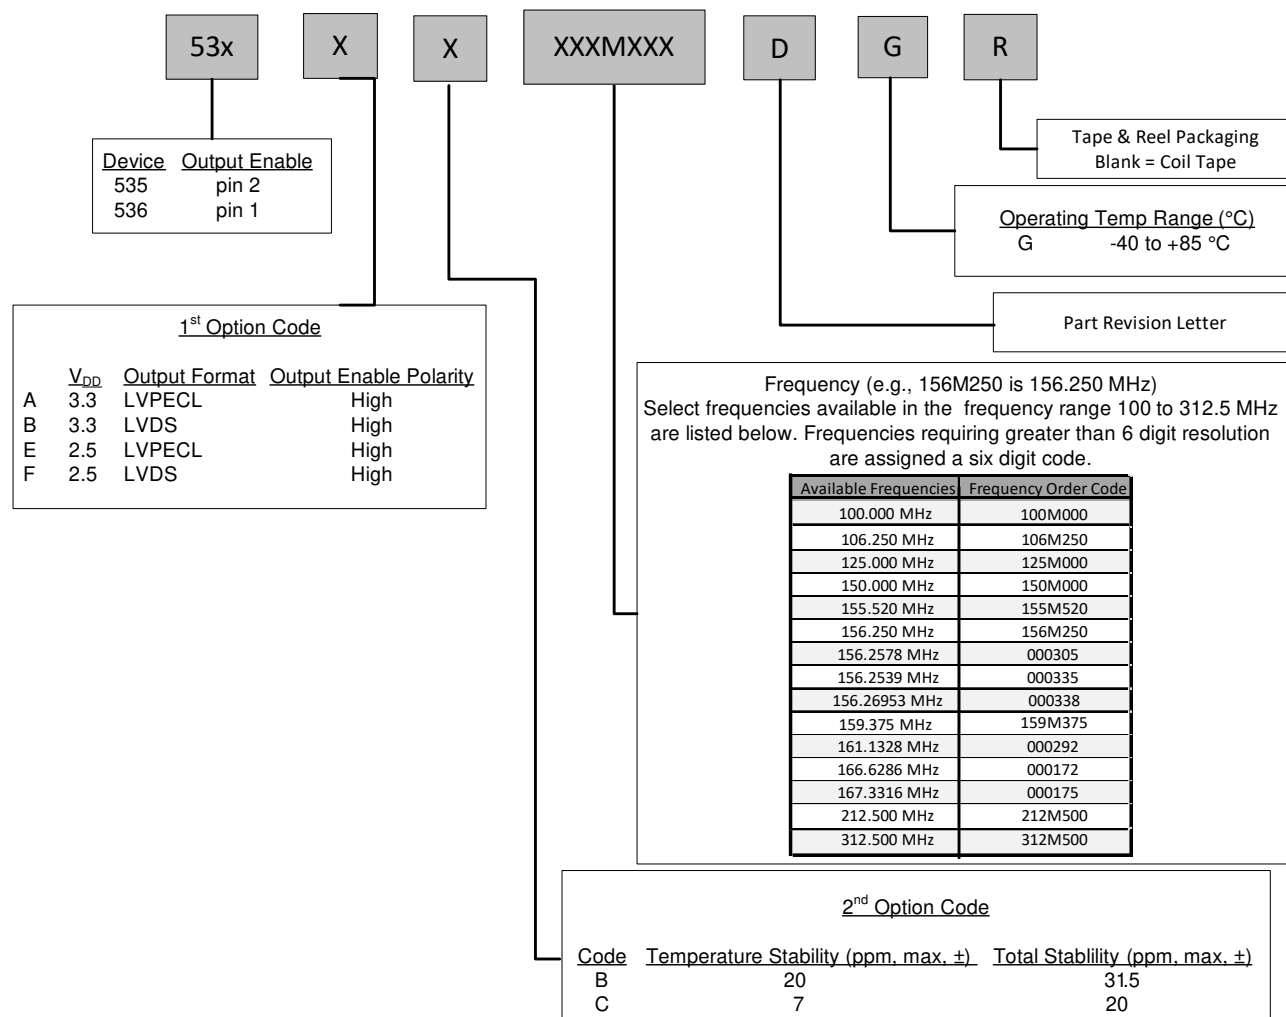 53x X X XXXMXXX D G R
Device Output Enable
535 pin 2
536 pin 1
Tape & Reel Packaging
Blank = Coil Tape
Operating Temp Range (°C)
G -40 to +85 °C
Part Revision Letter
1st Option Code
VDD Output Format Output Enable Polarity
A 3.3 LVPECL High
B 3.3 LVDS High
E 2.5 LVPECL High
F 2.5 LVDS High
Frequency (e.g., 156M250 is 156.250 MHz)
Select frequencies available in the frequency range 100 to 312.5 MHz
are listed below. Frequencies requiring greater than 6 digit resolution
are assigned a six digit code.
Available Frequencies Frequency Order Code
100.000 MHz 100M000
106.250 MHz 106M250
125.000 MHz 125M000
150.000 MHz 150M000
155.520 MHz 155M520
156.250 MHz 156M250
156.2578 MHz 000305
156.2539 MHz 000335
156.26953 MHz 000338
159.375 MHz 159M375
161.1328 MHz 000292
166.6286 MHz 000172
167.3316 MHz 000175
212.500 MHz 212M500
312.500 MHz 312M500
2nd Option Code
Code Temperature Stability (ppm, max, ±) Total Stablility (ppm, max, ±)
B 20 31.5
C 7 20